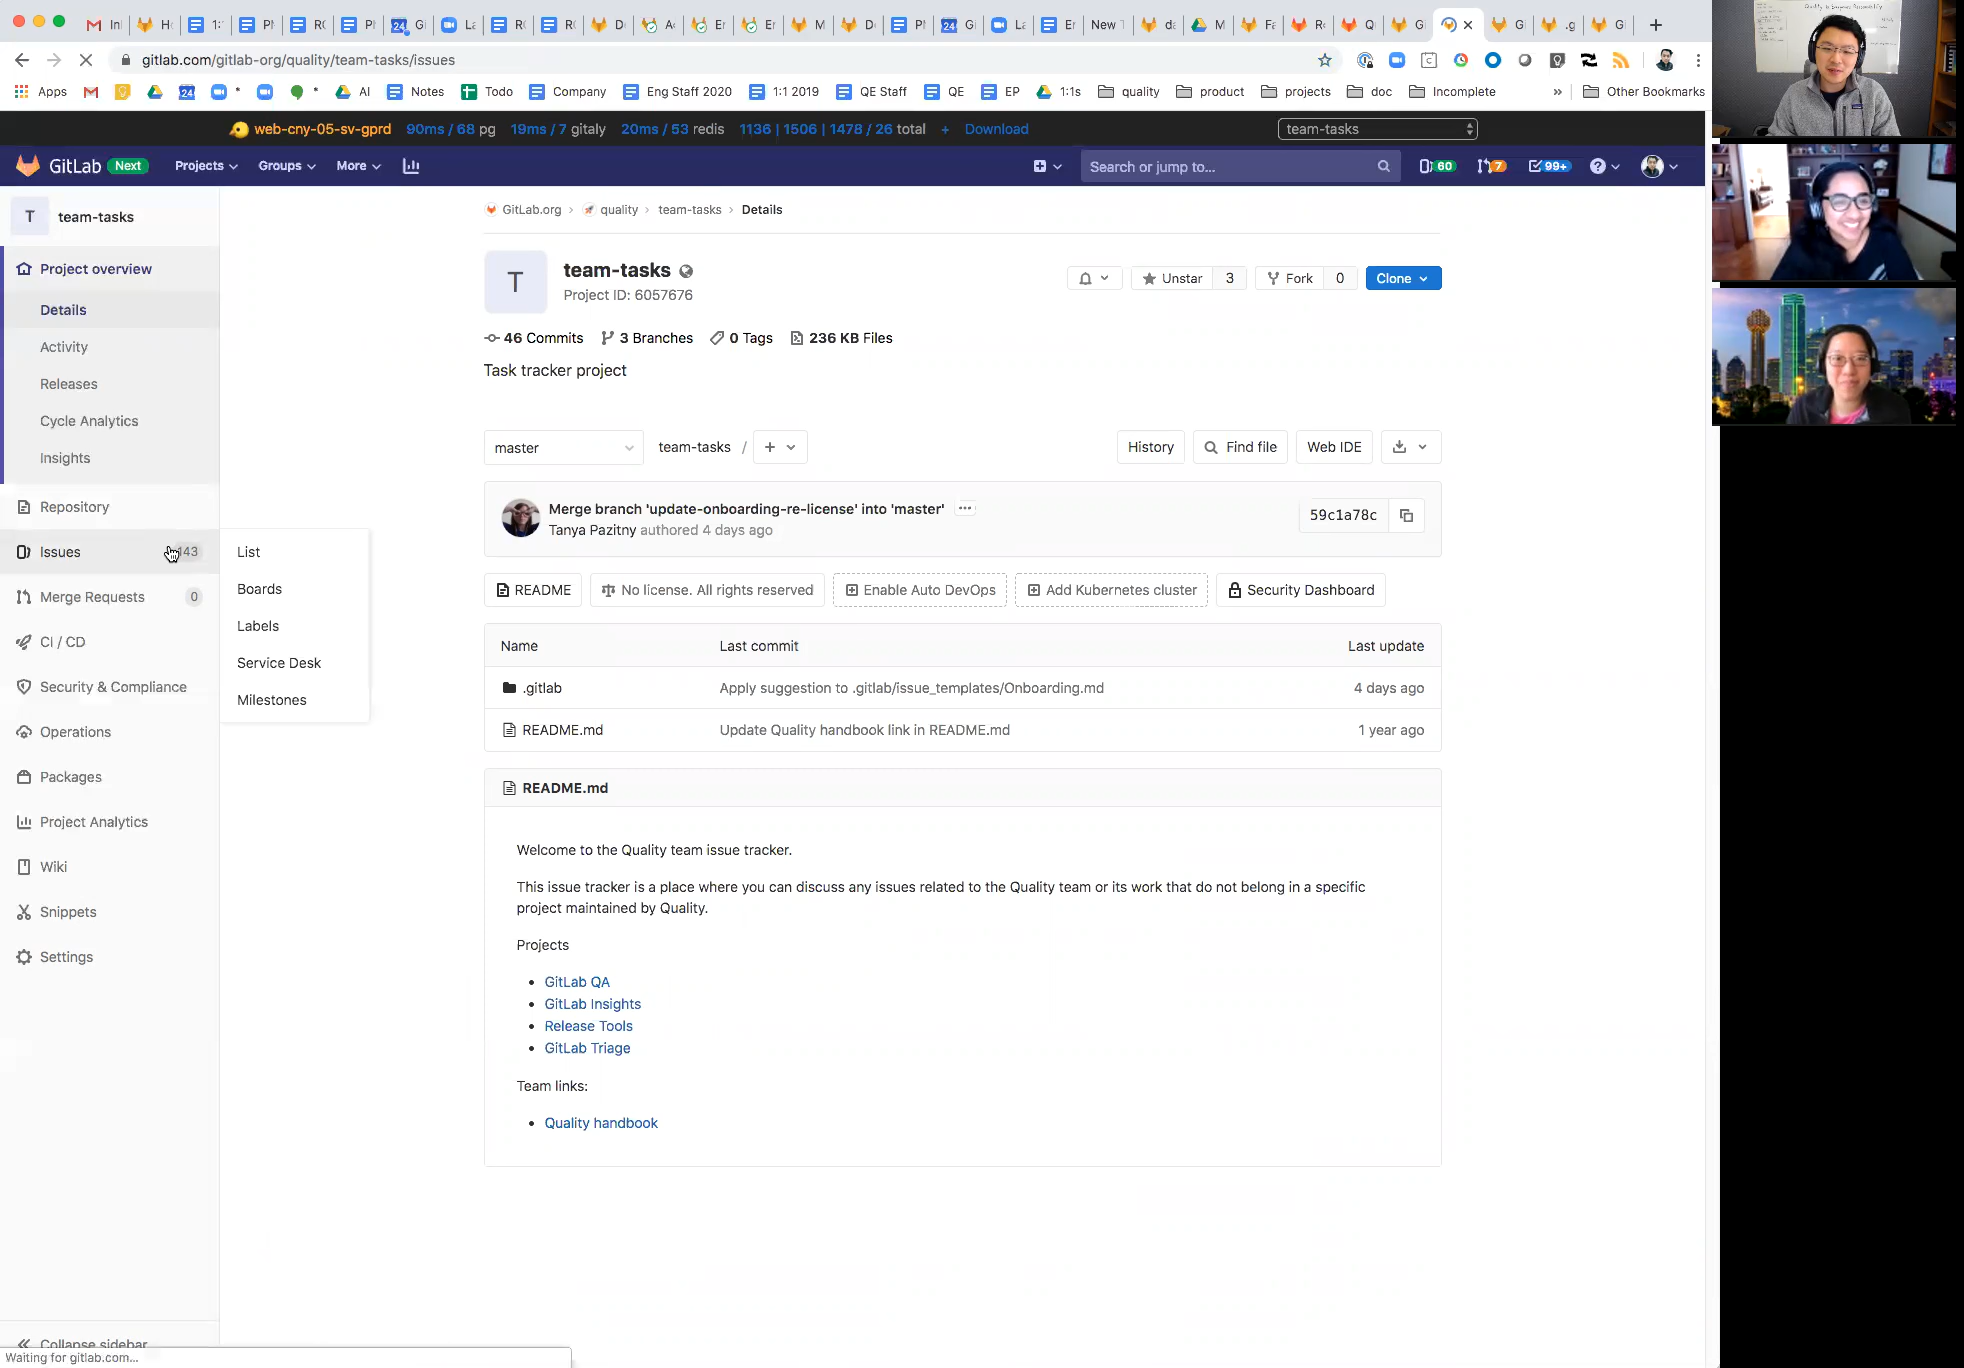 gitlab.com/gitlab-org/quality/team-tasks/issues
Apps
24
AI
Notes
Todo
Company
Eng Staff 2020
1:1 2019
QE Staff
QE
EP
1:1s
quality
product
projects
doc
Incomplete
»
Other Bookmarks
web-cny-05-sv-gprd 90ms / 68 pg 19ms / 7 gitaly 20ms / 53 redis 1136 | 1506 | 1478 / 26 total + Download
team-tasks
GitLab Next Projects Groups More
Search or jump to...
60
7
99+
T team-tasks
Project overview
Details
Activity
Releases
Cycle Analytics
Insights
Repository
Issues
List
Boards
Labels
Service Desk
Milestones
Merge Requests 0
CI / CD
Security & Compliance
Operations
Packages
Project Analytics
Wiki
Snippets
Settings
Collapse sidebar
Waiting for gitlab.com...
GitLab.org › quality › team-tasks › Details
T
team-tasks
Project ID: 6057676
Unstar 3
Fork 0
Clone
46 Commits 3 Branches 0 Tags 236 KB Files
Task tracker project
master
team-tasks / +
History
Find file
Web IDE
Merge branch 'update-onboarding-re-license' into 'master'
Tanya Pazitny authored 4 days ago
59c1a78c
README
No license. All rights reserved
Enable Auto DevOps
Add Kubernetes cluster
Security Dashboard
Name Last commit Last update
.gitlab Apply suggestion to .gitlab/issue_templates/Onboarding.md 4 days ago
README.md Update Quality handbook link in README.md 1 year ago
README.md
Welcome to the Quality team issue tracker.
This issue tracker is a place where you can discuss any issues related to the Quality team or its work that do not belong in a specific
project maintained by Quality.
Projects
• GitLab QA
• GitLab Insights
• Release Tools
• GitLab Triage
Team links:
• Quality handbook